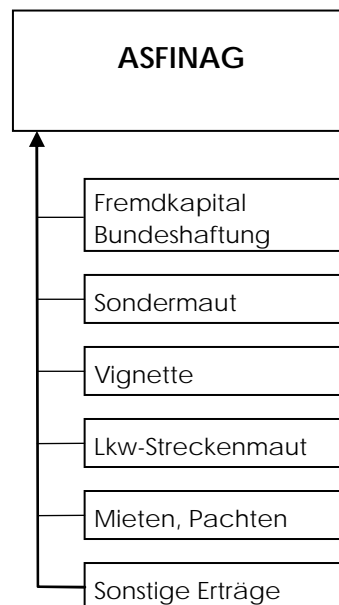 ASFINAG
Fremdkapital
Bundeshaftung
Sondermaut
Vignette
Lkw-Streckenmaut
Mieten, Pachten
Sonstige Erträge